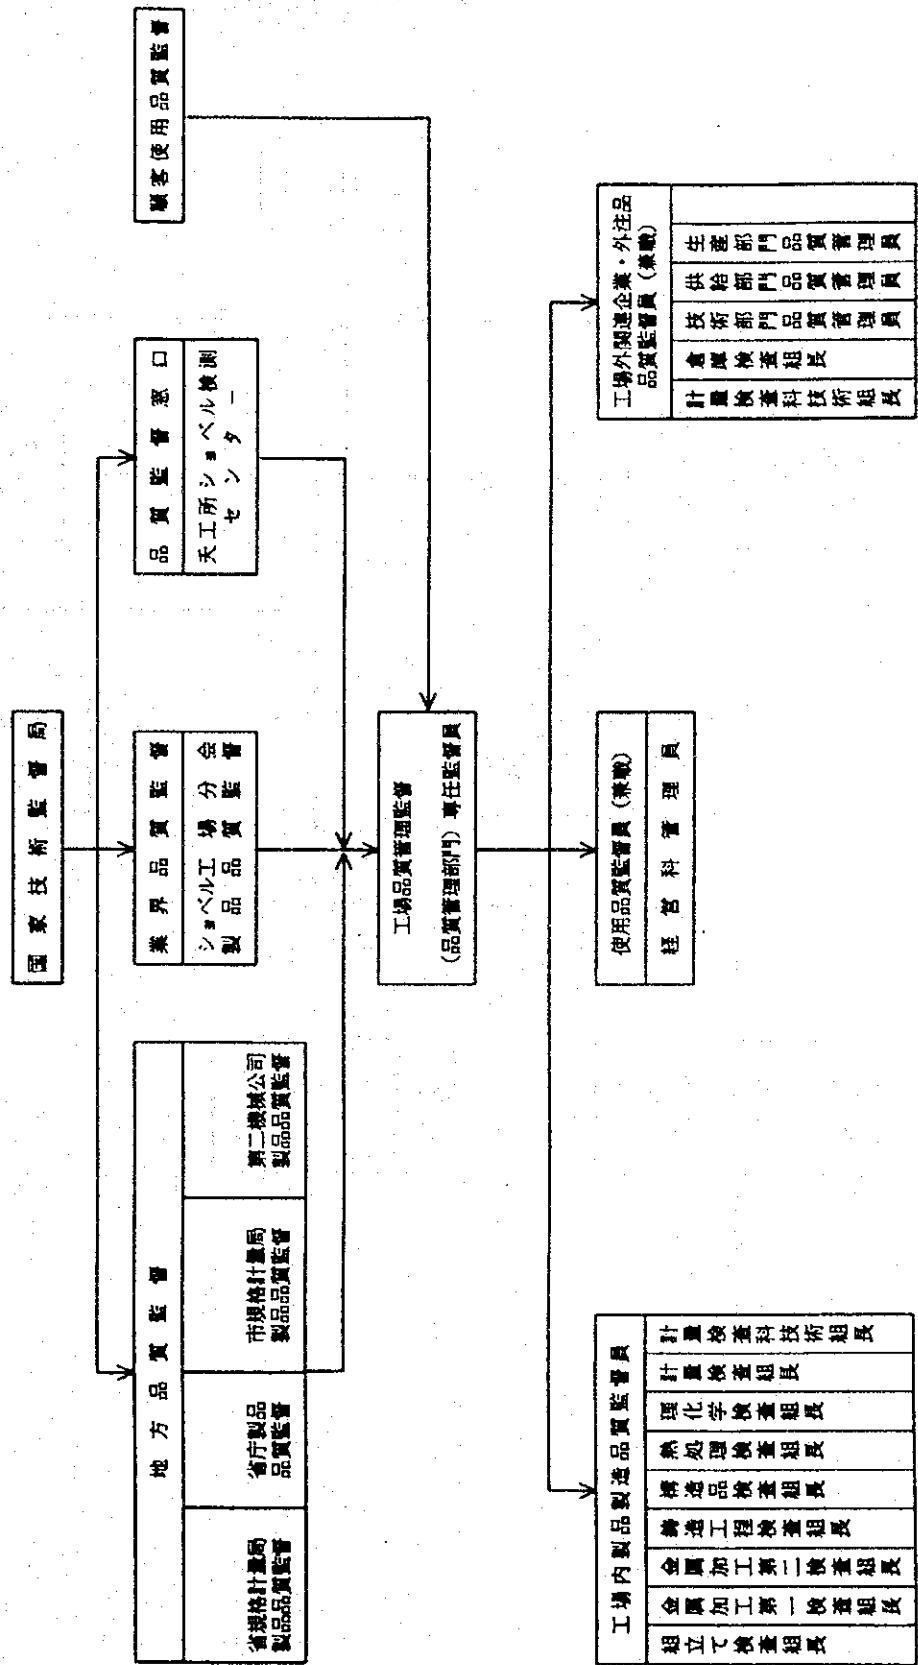 国家技術監督局
地方品質監督
省規格計量局
製品品質監督
省庁製品
品質監督
市規格計量局
製品品質監督
第二機械公司
製品品質監督
業界品質監督
ショベル工場分会
製品品質監督
品質監督窓口
天工所ショベル検測
センター
顧客使用品質監督
工場品質管理監督
(品質管理部門)専任監督員
工場内製品製造品質監督員
組立て検査組長
金属加工第一検査組長
金属加工第二検査組長
鋳造工程検査組長
構造品検査組長
熱処理検査組長
理化学検査組長
計量検査組長
計量検査科技術組長
使用品質監督員(兼職)
経営科管理員
工場外関連企業・外注品
品質監督員(兼職)
計量検査科技術組長
倉庫検査組長
技術部門品質管理員
供給部門品質管理員
生産部門品質管理員